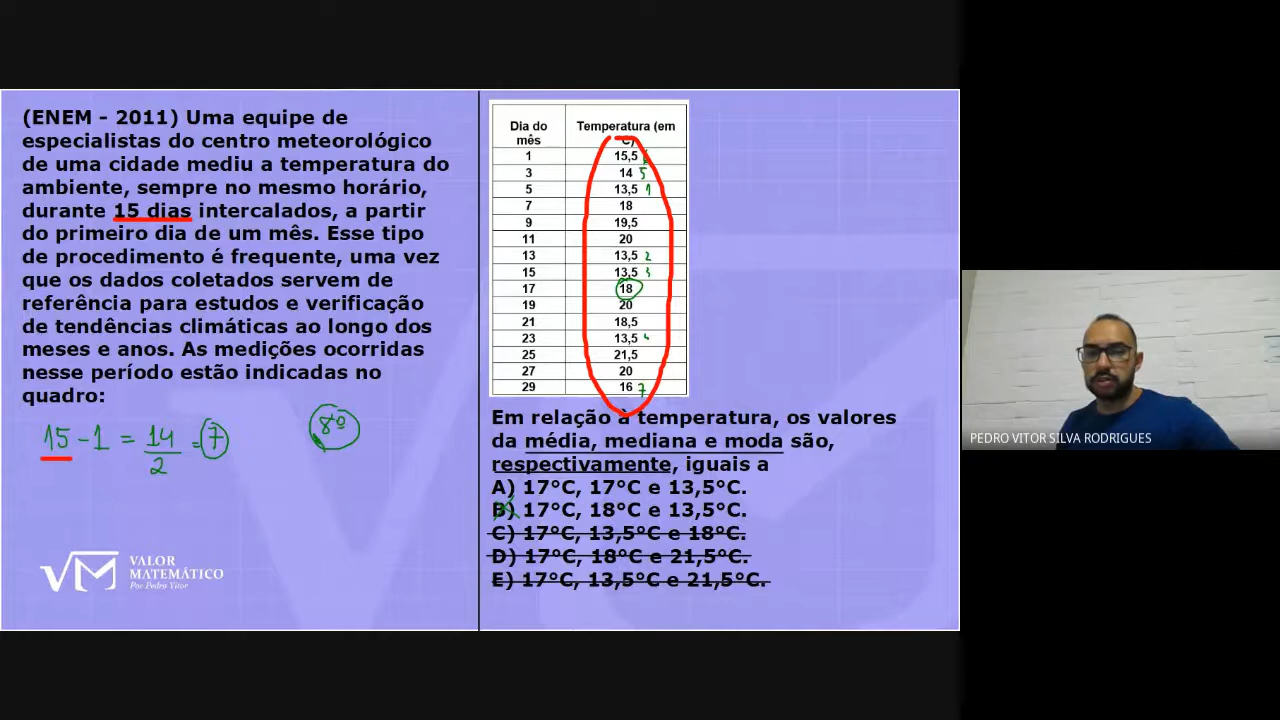 (ENEM - 2011) Uma equipe de
especialistas do centro meteorológico
de uma cidade mediu a temperatura do
ambiente, sempre no mesmo horário,
durante 15 dias intercalados, a partir
do primeiro dia de um mês. Esse tipo
de procedimento é frequente, uma vez
que os dados coletados servem de
referência para estudos e verificação
de tendências climáticas ao longo dos
meses e anos. As medições ocorridas
nesse período estão indicadas no
quadro:
15 - 1 = 14/2 = 7
8º
VALOR
MATEMÁTICO
Por Pedro Vitor
Dia do mês Temperatura (em °C)
1 15,5
3 14 5
5 13,5 1
7 18
9 19,5
11 20
13 13,5 2
15 13,5 3
17 18
19 20
21 18,5
23 13,5 4
25 21,5
27 20
29 16 7
Em relação à temperatura, os valores
da média, mediana e moda são,
respectivamente, iguais a
A) 17°C, 17°C e 13,5°C.
B) 17°C, 18°C e 13,5°C.
C) 17°C, 13,5°C e 18°C.
D) 17°C, 18°C e 21,5°C.
E) 17°C, 13,5°C e 21,5°C.
PEDRO VITOR SILVA RODRIGUES